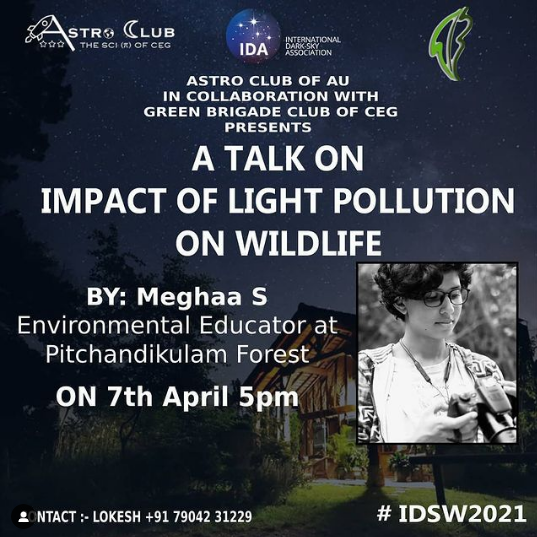 ASTRO CLUB
THE SCI (π) OF CEG
IDA
INTERNATIONAL
DARK-SKY
ASSOCIATION
ASTRO CLUB OF AU
IN COLLABORATION WITH
GREEN BRIGADE CLUB OF CEG
PRESENTS
A TALK ON
IMPACT OF LIGHT POLLUTION
ON WILDLIFE
BY: Meghaa S
Environmental Educator at
Pitchandikulam Forest
ON 7th April 5pm
CONTACT :- LOKESH +91 79042 31229
# IDSW2021